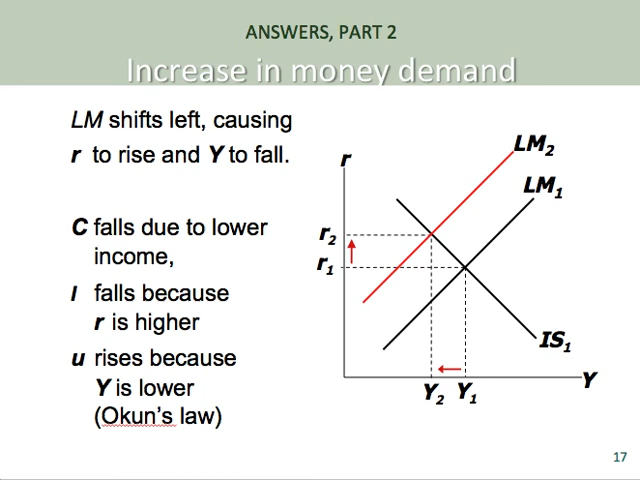 ANSWERS, PART 2
Increase in money demand
LM shifts left, causing
r to rise and Y to fall.
C falls due to lower
income,
I falls because
r is higher
u rises because
Y is lower
(Okun's law)
r
LM2
LM1
r2
r1
IS1
Y
Y2 Y1
17